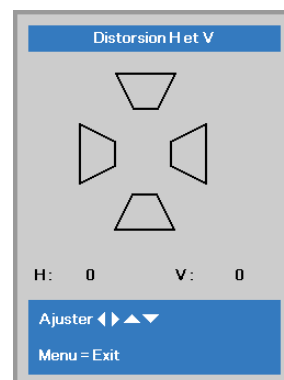 Distorsion H et V
H: 0 V: 0
Ajuster ◀ ▶ ▲ ▼
Menu = Exit